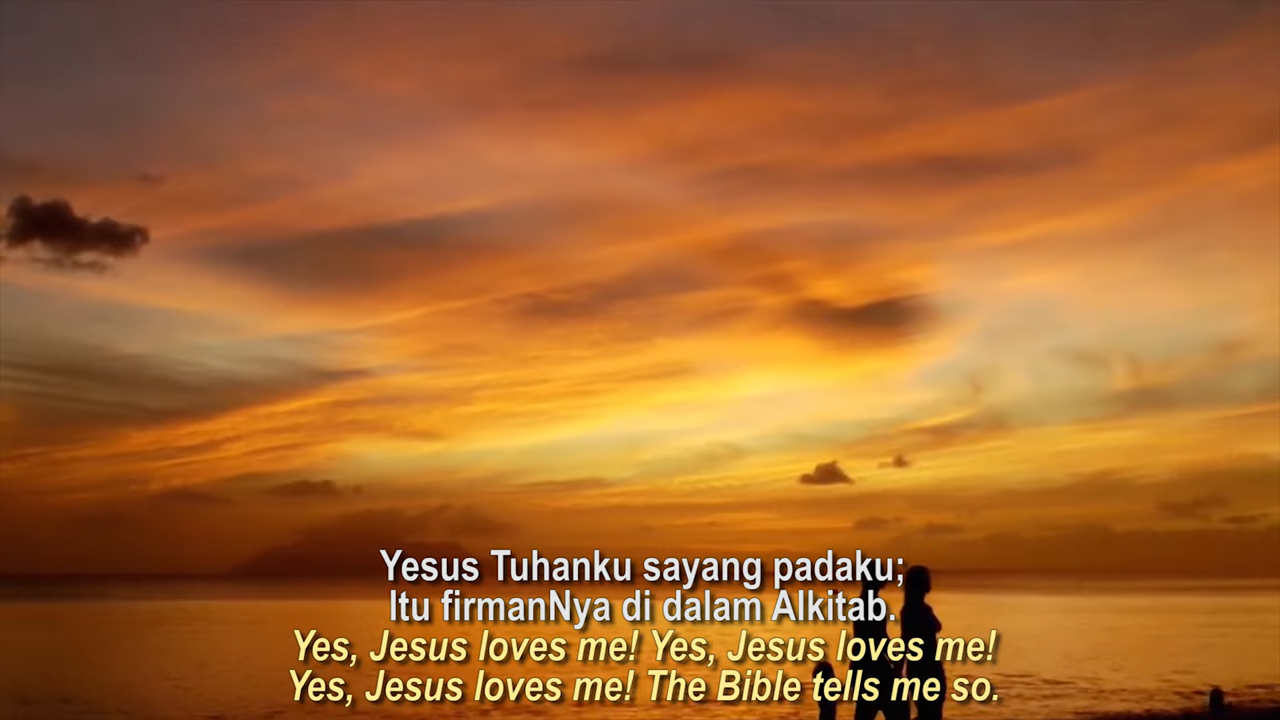 Yesus Tuhanku sayang padaku;
Itu firmanNya di dalam Alkitab.
Yes, Jesus loves me! Yes, Jesus loves me!
Yes, Jesus loves me! The Bible tells me so.